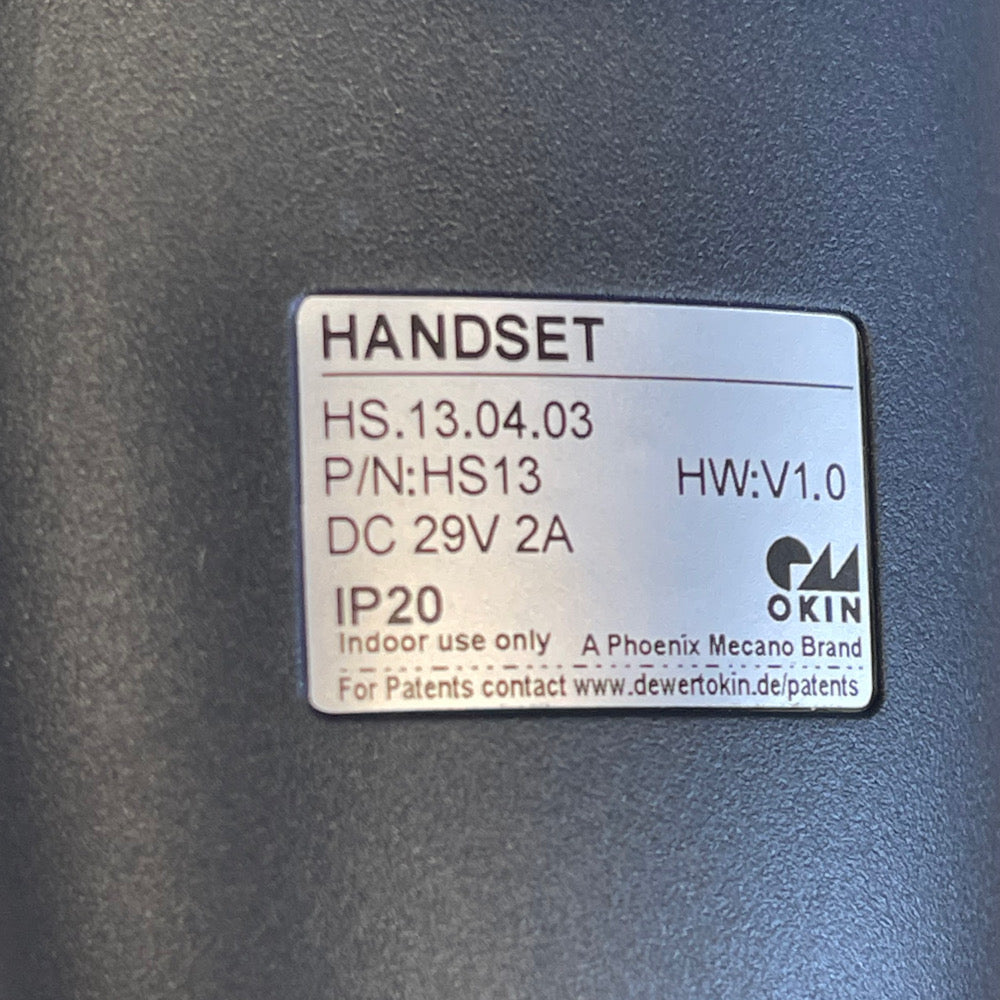 HANDSET
HS.13.04.03
P/N:HS13 HW:V1.0
DC 29V 2A
OKIN
IP20
Indoor use only A Phoenix Mecano Brand
For Patents contact www.dewertokin.de/patents